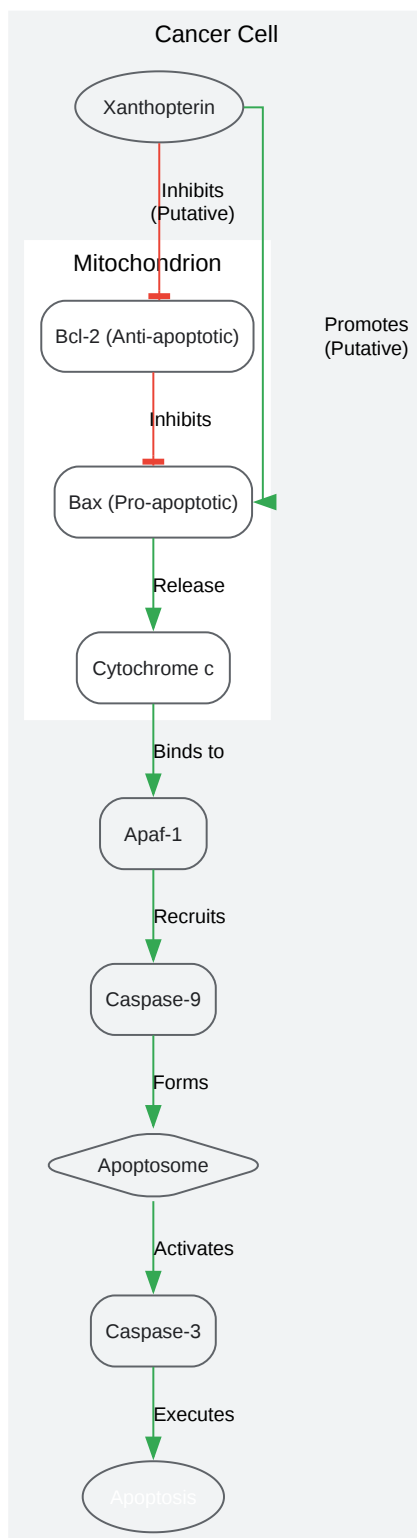 Cancer Cell
Xanthopterin
Inhibits
(Putative)
Mitochondrion
Bcl-2 (Anti-apoptotic)
Promotes
(Putative)
Inhibits
Bax (Pro-apoptotic)
Release
Cytochrome c
Binds to
Apaf-1
Recruits
Caspase-9
Forms
Apoptosome
Activates
Caspase-3
Executes
Apoptosis